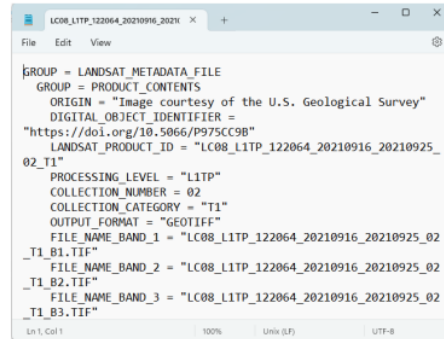 LC08_L1TP_122064_20210916_2021(
File Edit View
GROUP = LANDSAT_METADATA_FILE
GROUP = PRODUCT_CONTENTS
ORIGIN = "Image courtesy of the U.S. Geological Survey"
DIGITAL_OBJECT_IDENTIFIER =
"https://doi.org/10.5066/P975CC9B"
LANDSAT_PRODUCT_ID = "LC08_L1TP_122064_20210916_20210925_
02_T1"
PROCESSING_LEVEL = "L1TP"
COLLECTION_NUMBER = 02
COLLECTION_CATEGORY = "T1"
OUTPUT_FORMAT = "GEOTIFF"
FILE_NAME_BAND_1 = "LC08_L1TP_122064_20210916_20210925_02
_T1_B1.TIF"
FILE_NAME_BAND_2 = "LC08_L1TP_122064_20210916_20210925_02
_T1_B2.TIF"
FILE_NAME_BAND_3 = "LC08_L1TP_122064_20210916_20210925_02
_T1_B3.TIF"
Ln 1, Col 1 100% Unix (LF) UTF-8